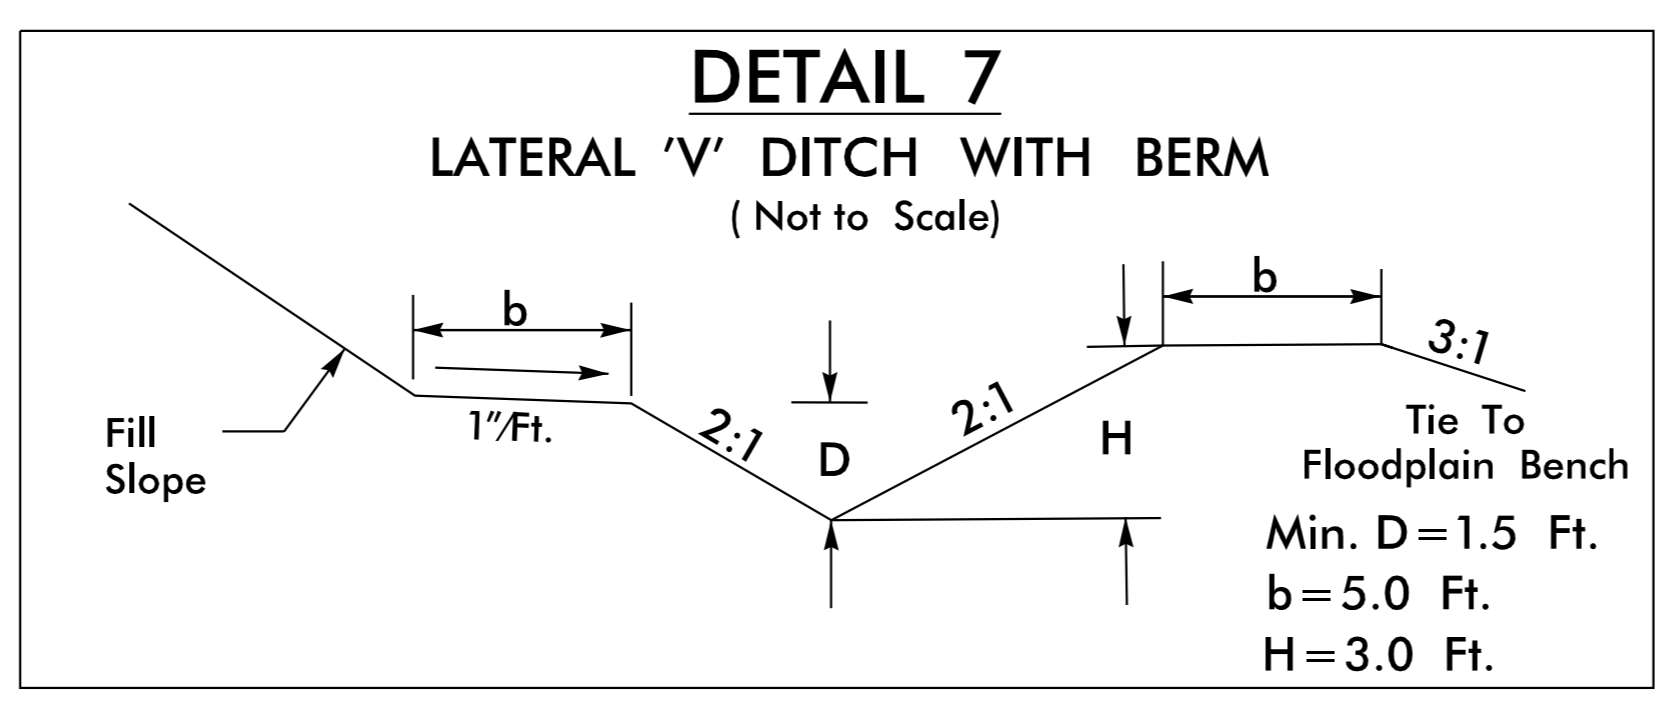 DETAIL 7
LATERAL 'V' DITCH WITH BERM
( Not to Scale)
b
b
3:1
1"/Ft.
2:1
2:1
D
H
Fill
Slope
Tie To
Floodplain Bench
Min. D=1.5 Ft.
b=5.0 Ft.
H=3.0 Ft.